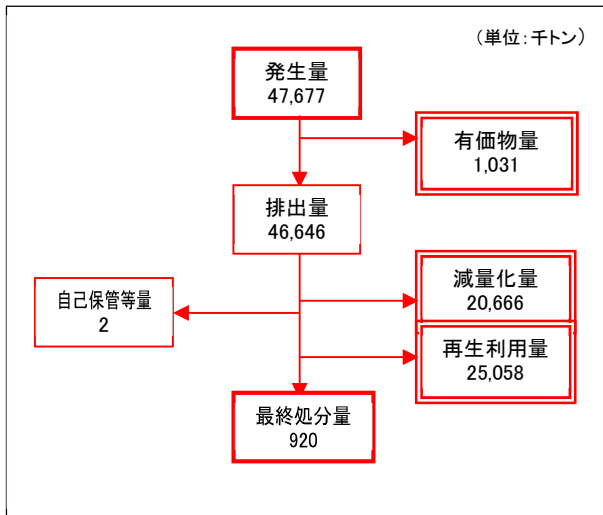 （単位：千トン）
発生量
47,677
有価物量
1,031
排出量
46,646
減量化量
20,666
自己保管等量
2
再生利用量
25,058
最終処分量
920